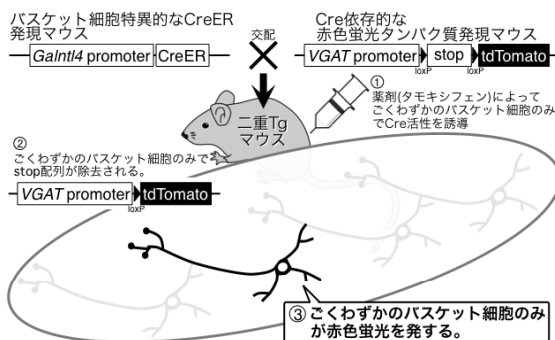 バスケット細胞特異的なCreER
発現マウス
Galntl4 promoter CreER
交配
Cre依存的な
赤色蛍光タンパク質発現マウス
VGAT promoter stop tdTomato
loxP loxP
①
薬剤(タモキシフェン)によって
ごくわずかのバスケット細胞のみ
でCre活性を誘導
二重Tg
マウス
②
ごくわずかのバスケット細胞のみで
stop配列が除去される。
VGAT promoter tdTomato
loxP
③ごくわずかのバスケット細胞のみ
が赤色蛍光を発する。